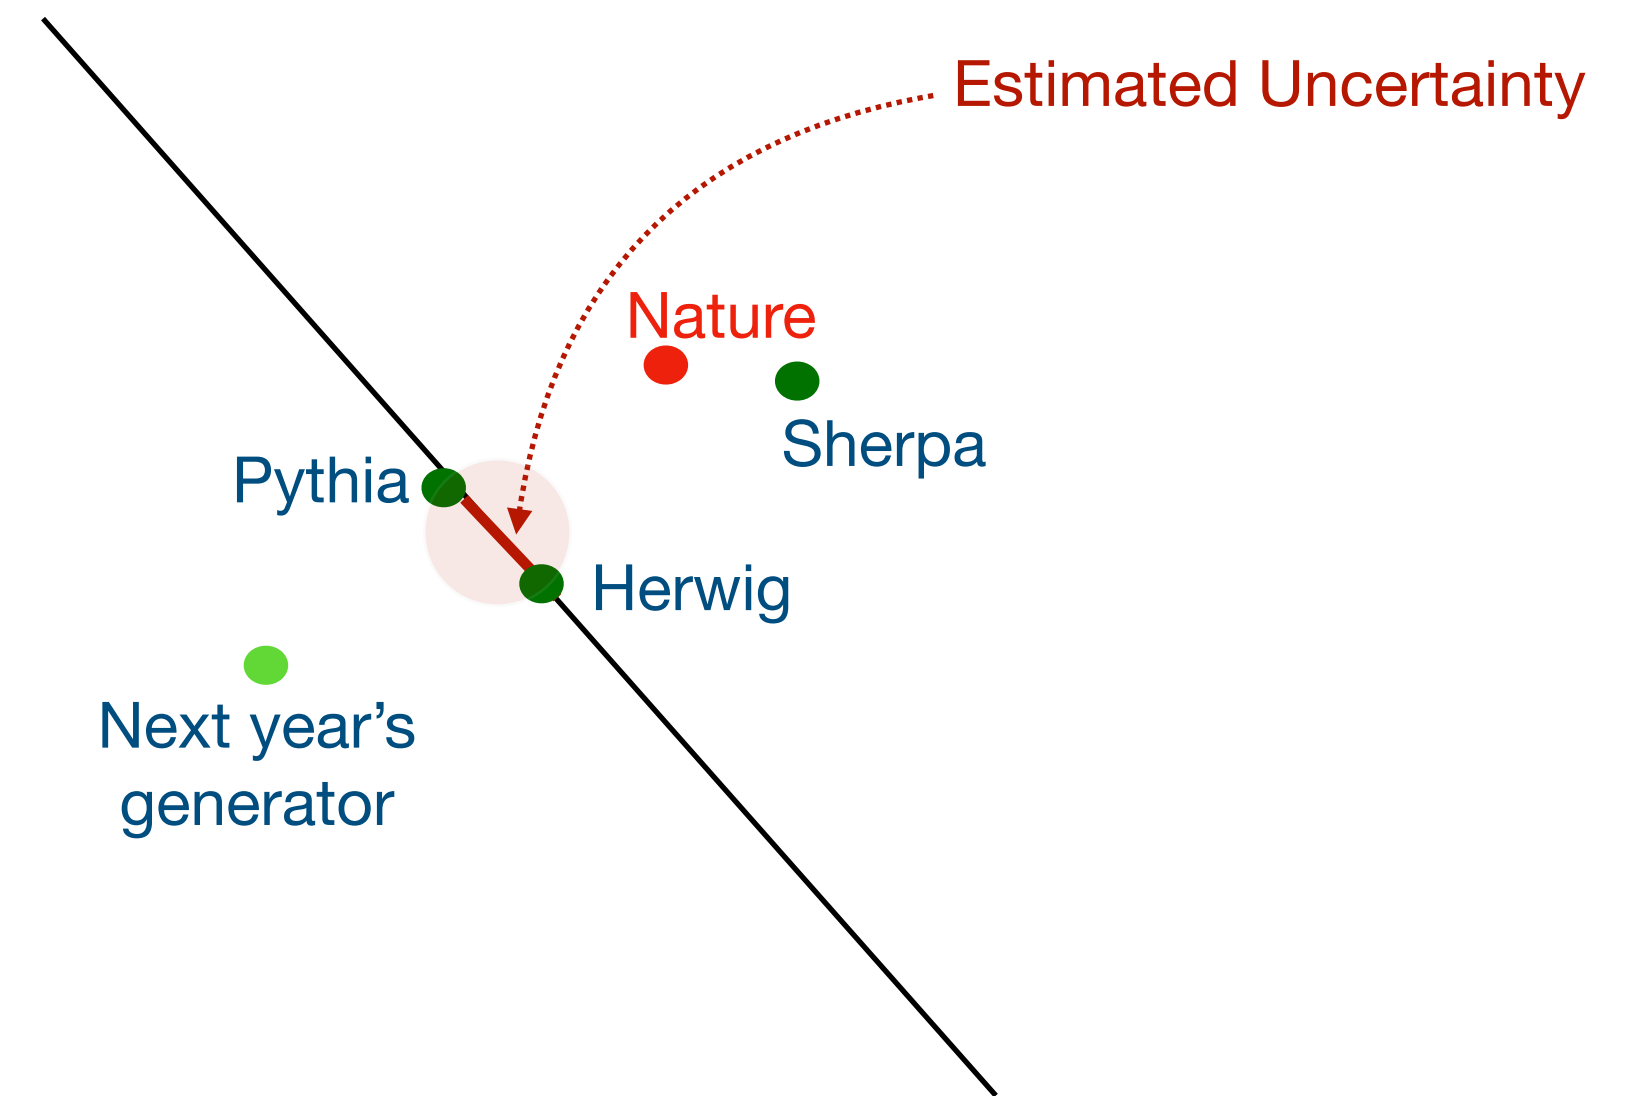 Estimated Uncertainty
Nature
Sherpa
Pythia
Herwig
Next year’s
generator